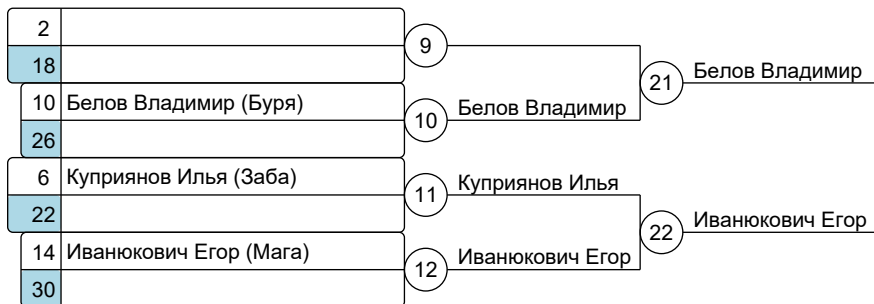 2
9
18
21 Белов Владимир
10 Белов Владимир (Буря)
10 Белов Владимир
26
6 Куприянов Илья (Заба)
11 Куприянов Илья
22
22 Иванюкович Егор
14 Иванюкович Егор (Мага)
12 Иванюкович Егор
30